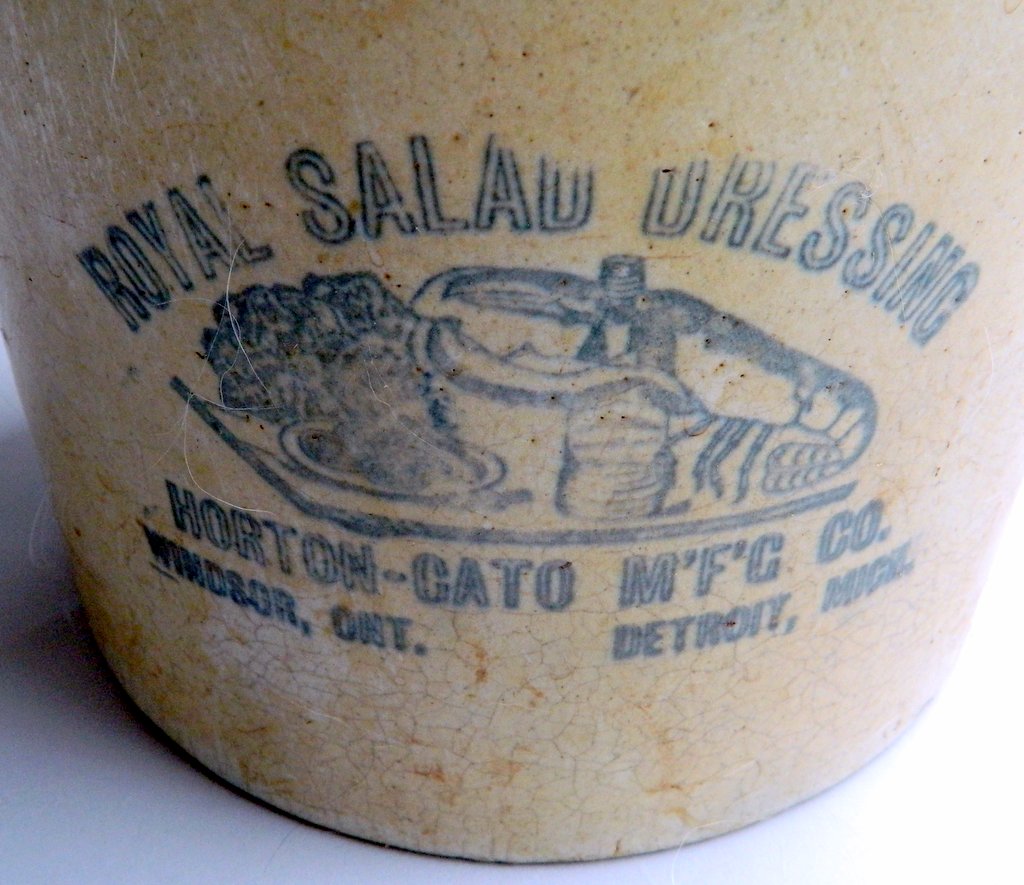 ROYAL SALAD DRESSING
HORTON-CATO M'F'G CO.
WINDSOR, ONT. DETROIT, MICH.